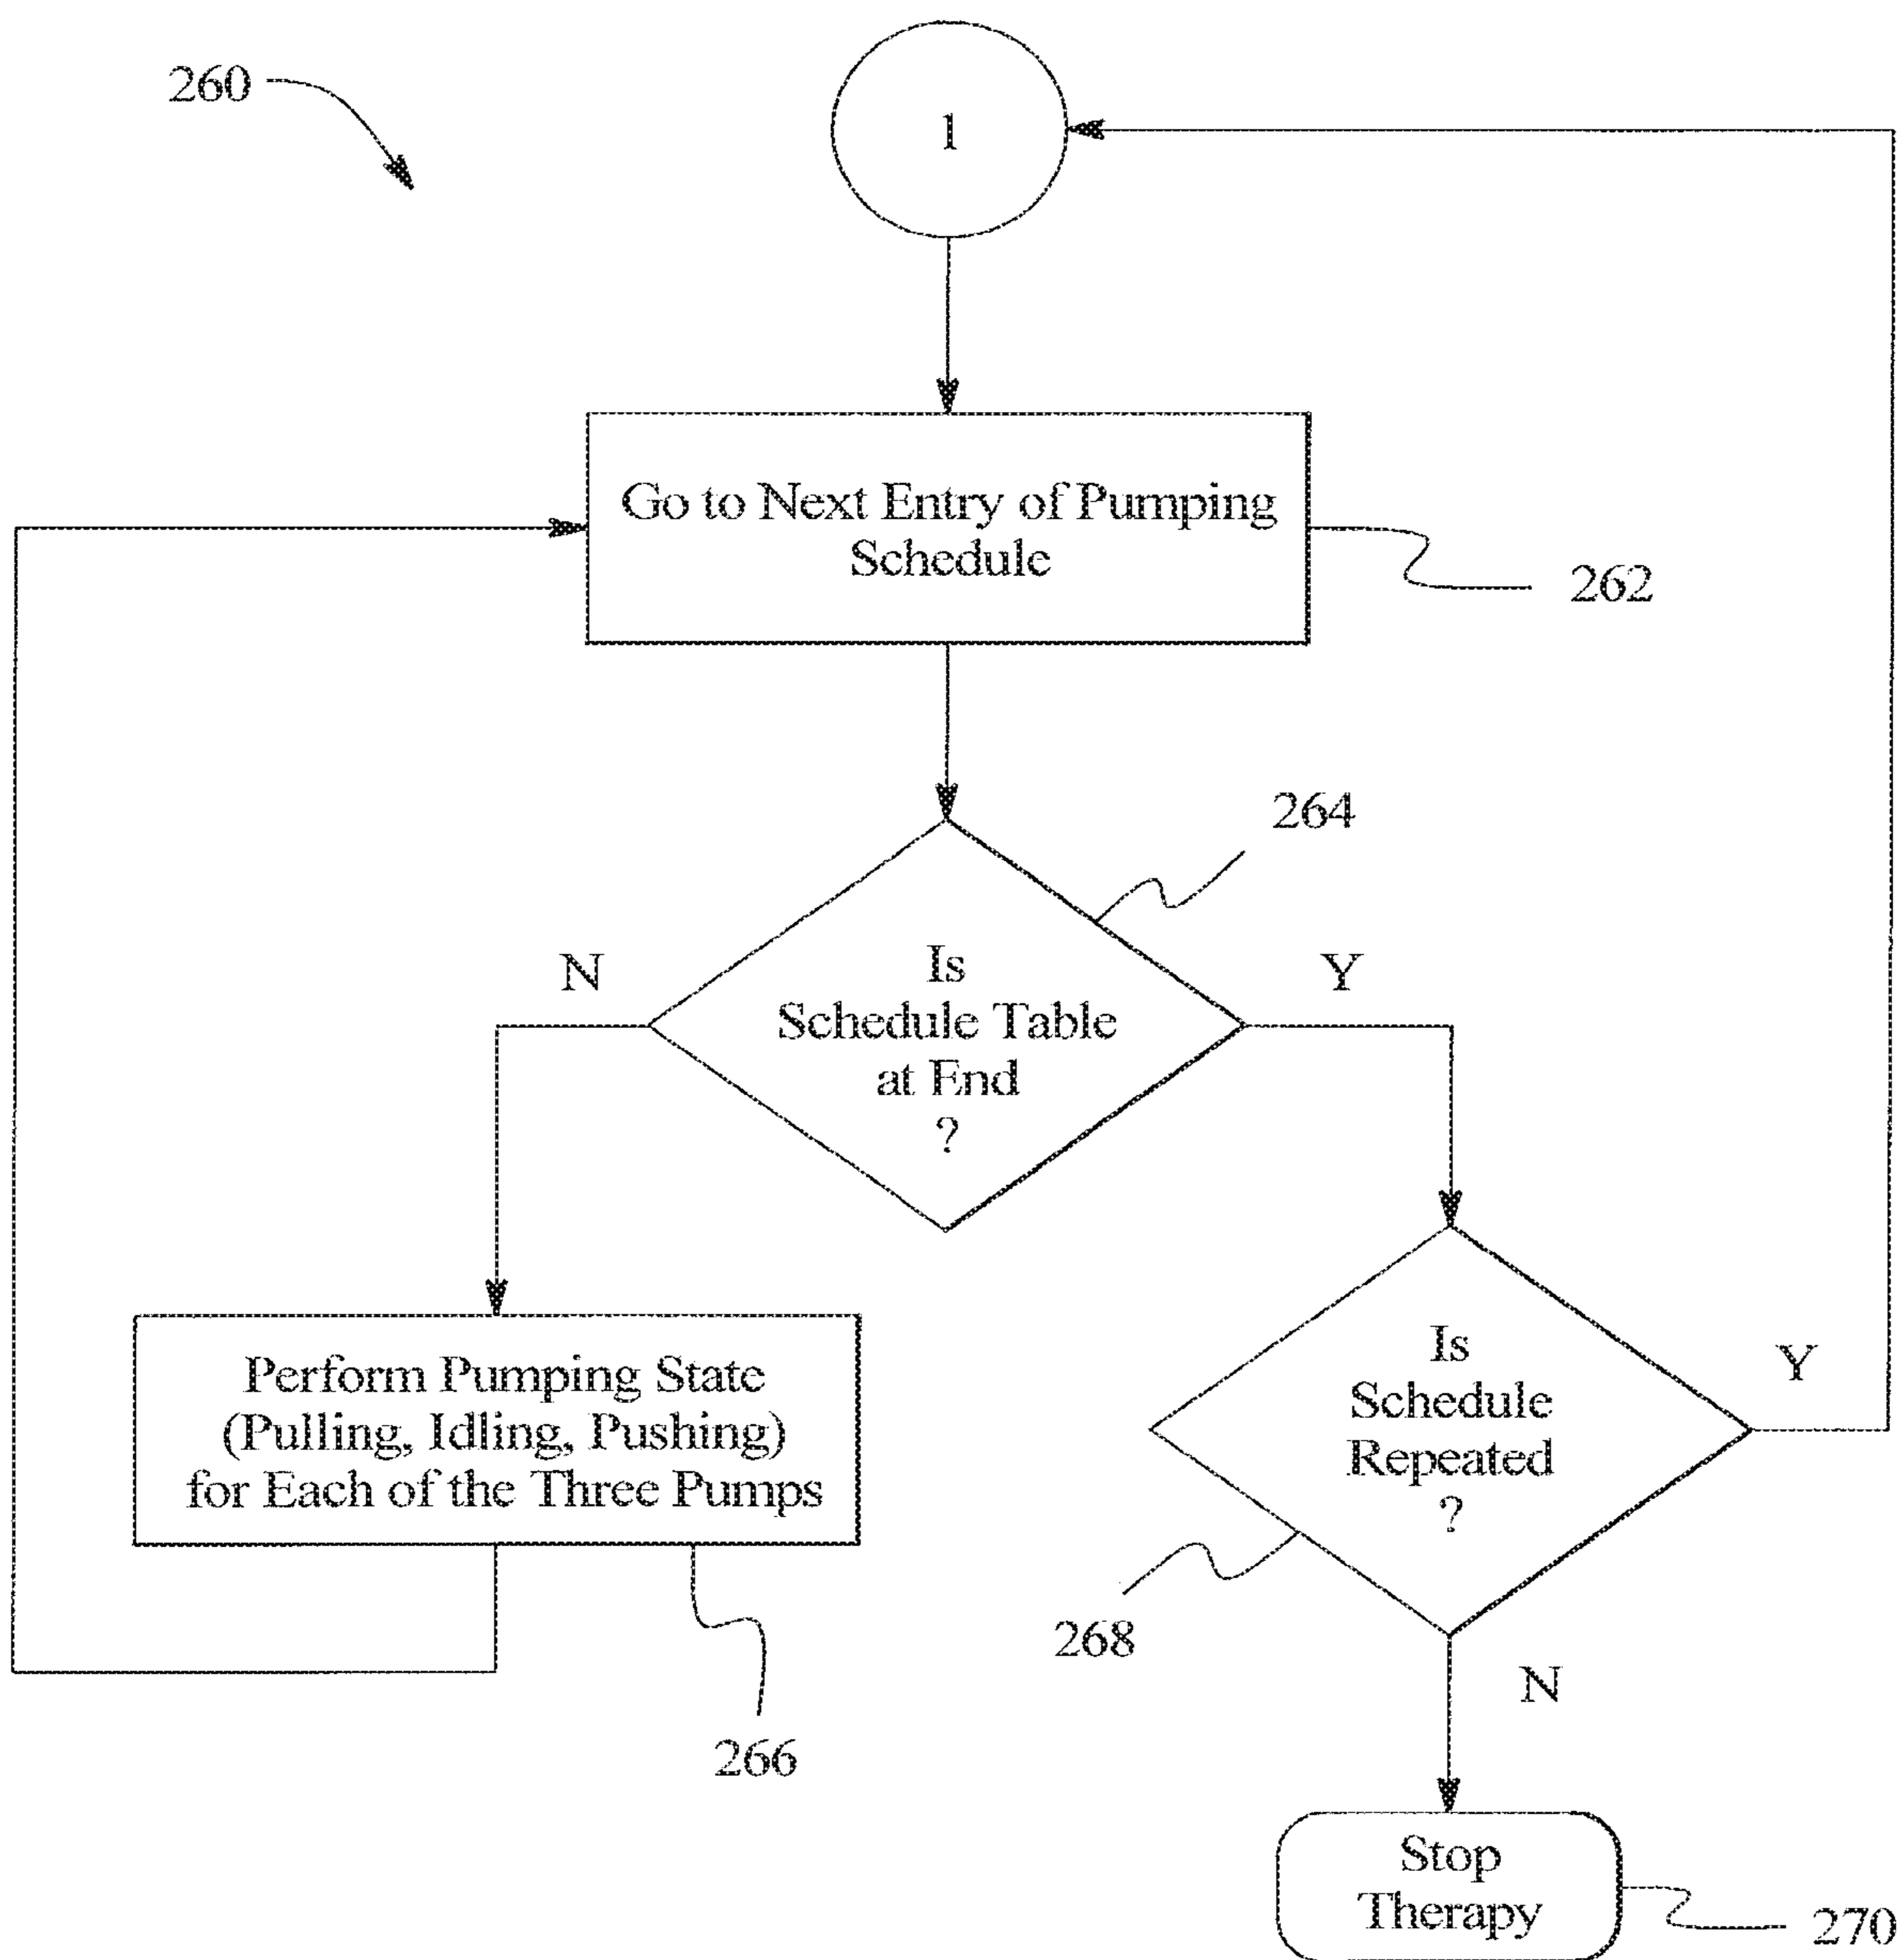 260
1
Go to Next Entry of Pumping
Schedule
262
264
N
Is
Schedule Table
at End
?
Y
Perform Pumping State
(Pulling, Idling, Pushing)
for Each of the Three Pumps
266
Is
Schedule
Repeated
?
Y
268
N
Stop
Therapy
270